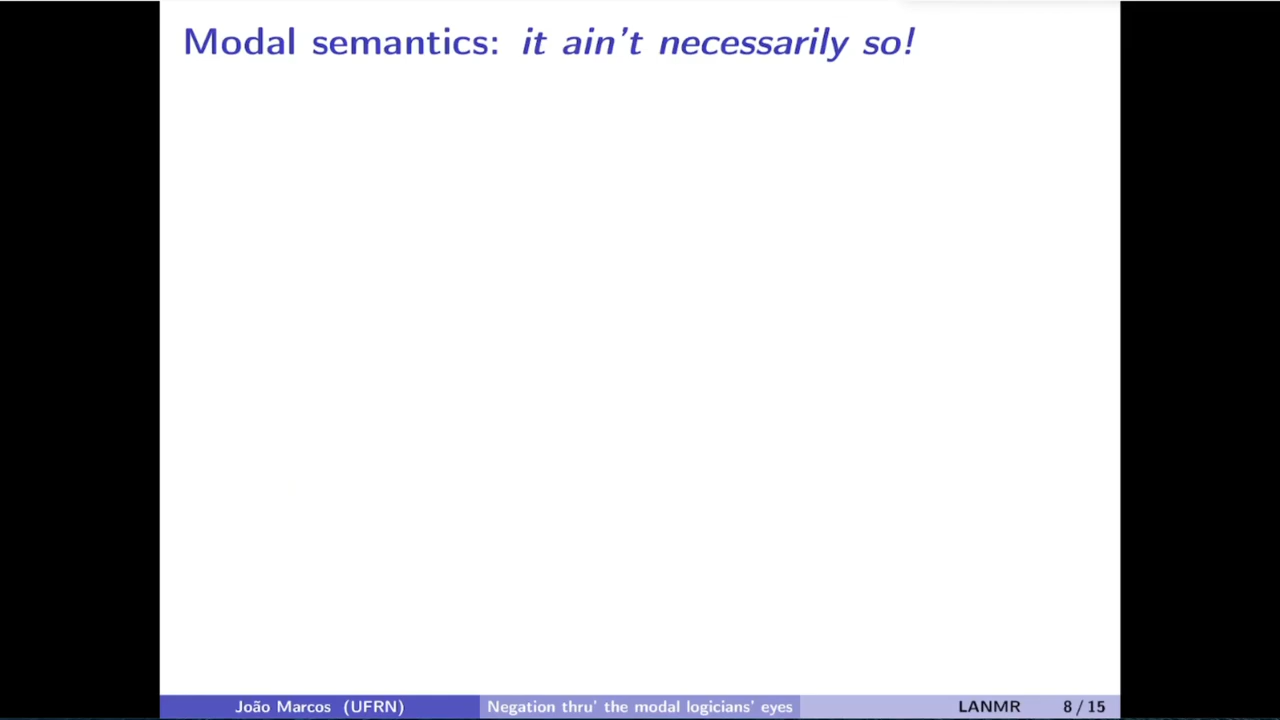 Modal semantics: it ain't necessarily so!
João Marcos (UFRN) Negation thru' the modal logicians' eyes LANMR 8 / 15